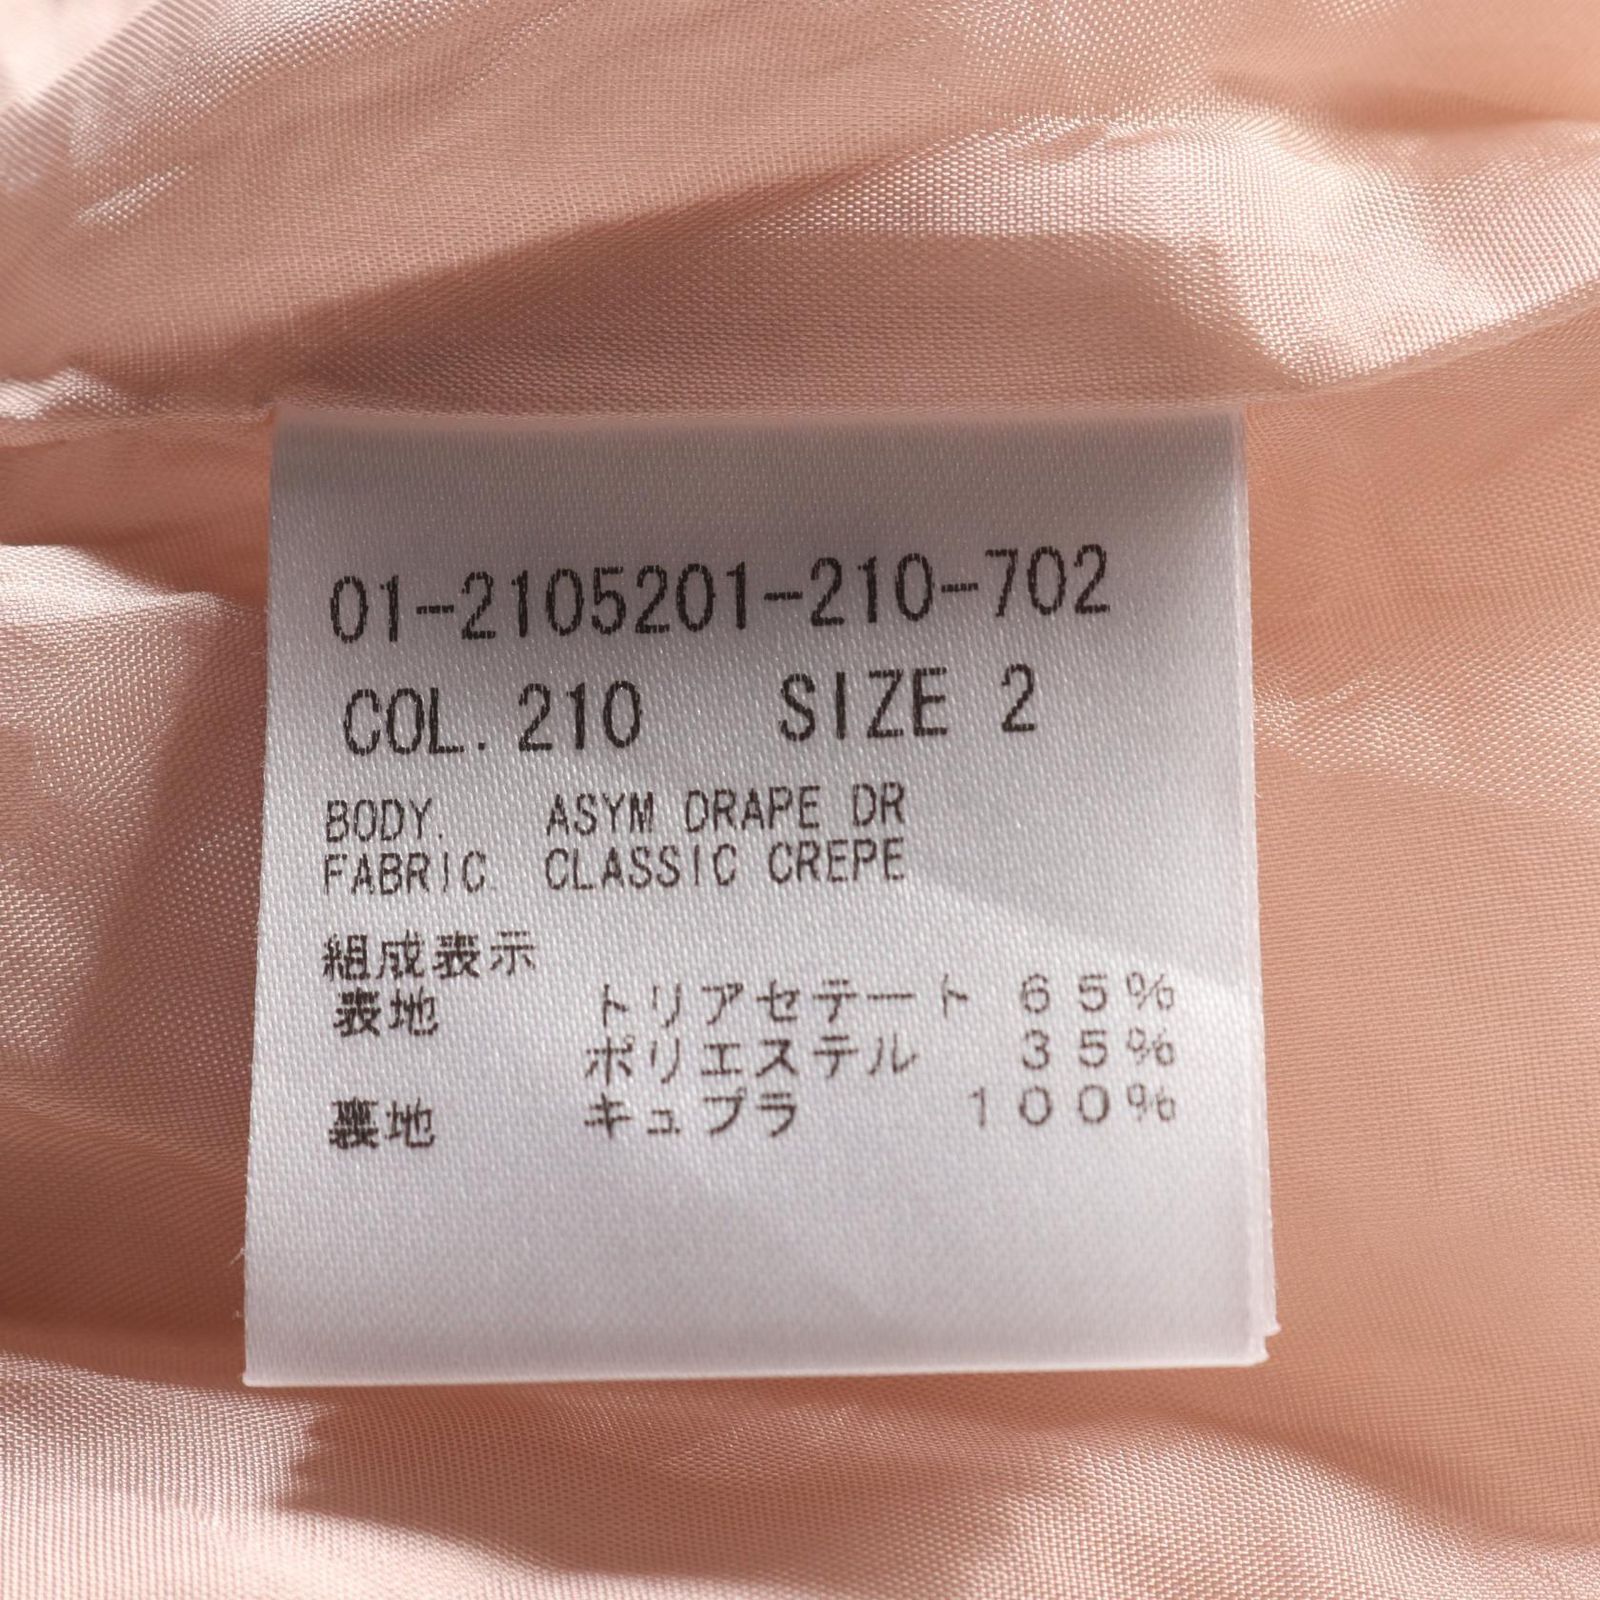 01-2105201-210-702
COL. 210 SIZE 2
BODY. ASYM DRAPE DR
FABRIC. CLASSIC CREPE
組成表示
表地 トリアセテート 65%
ポリエステル 35%
裏地 キュプラ 100%